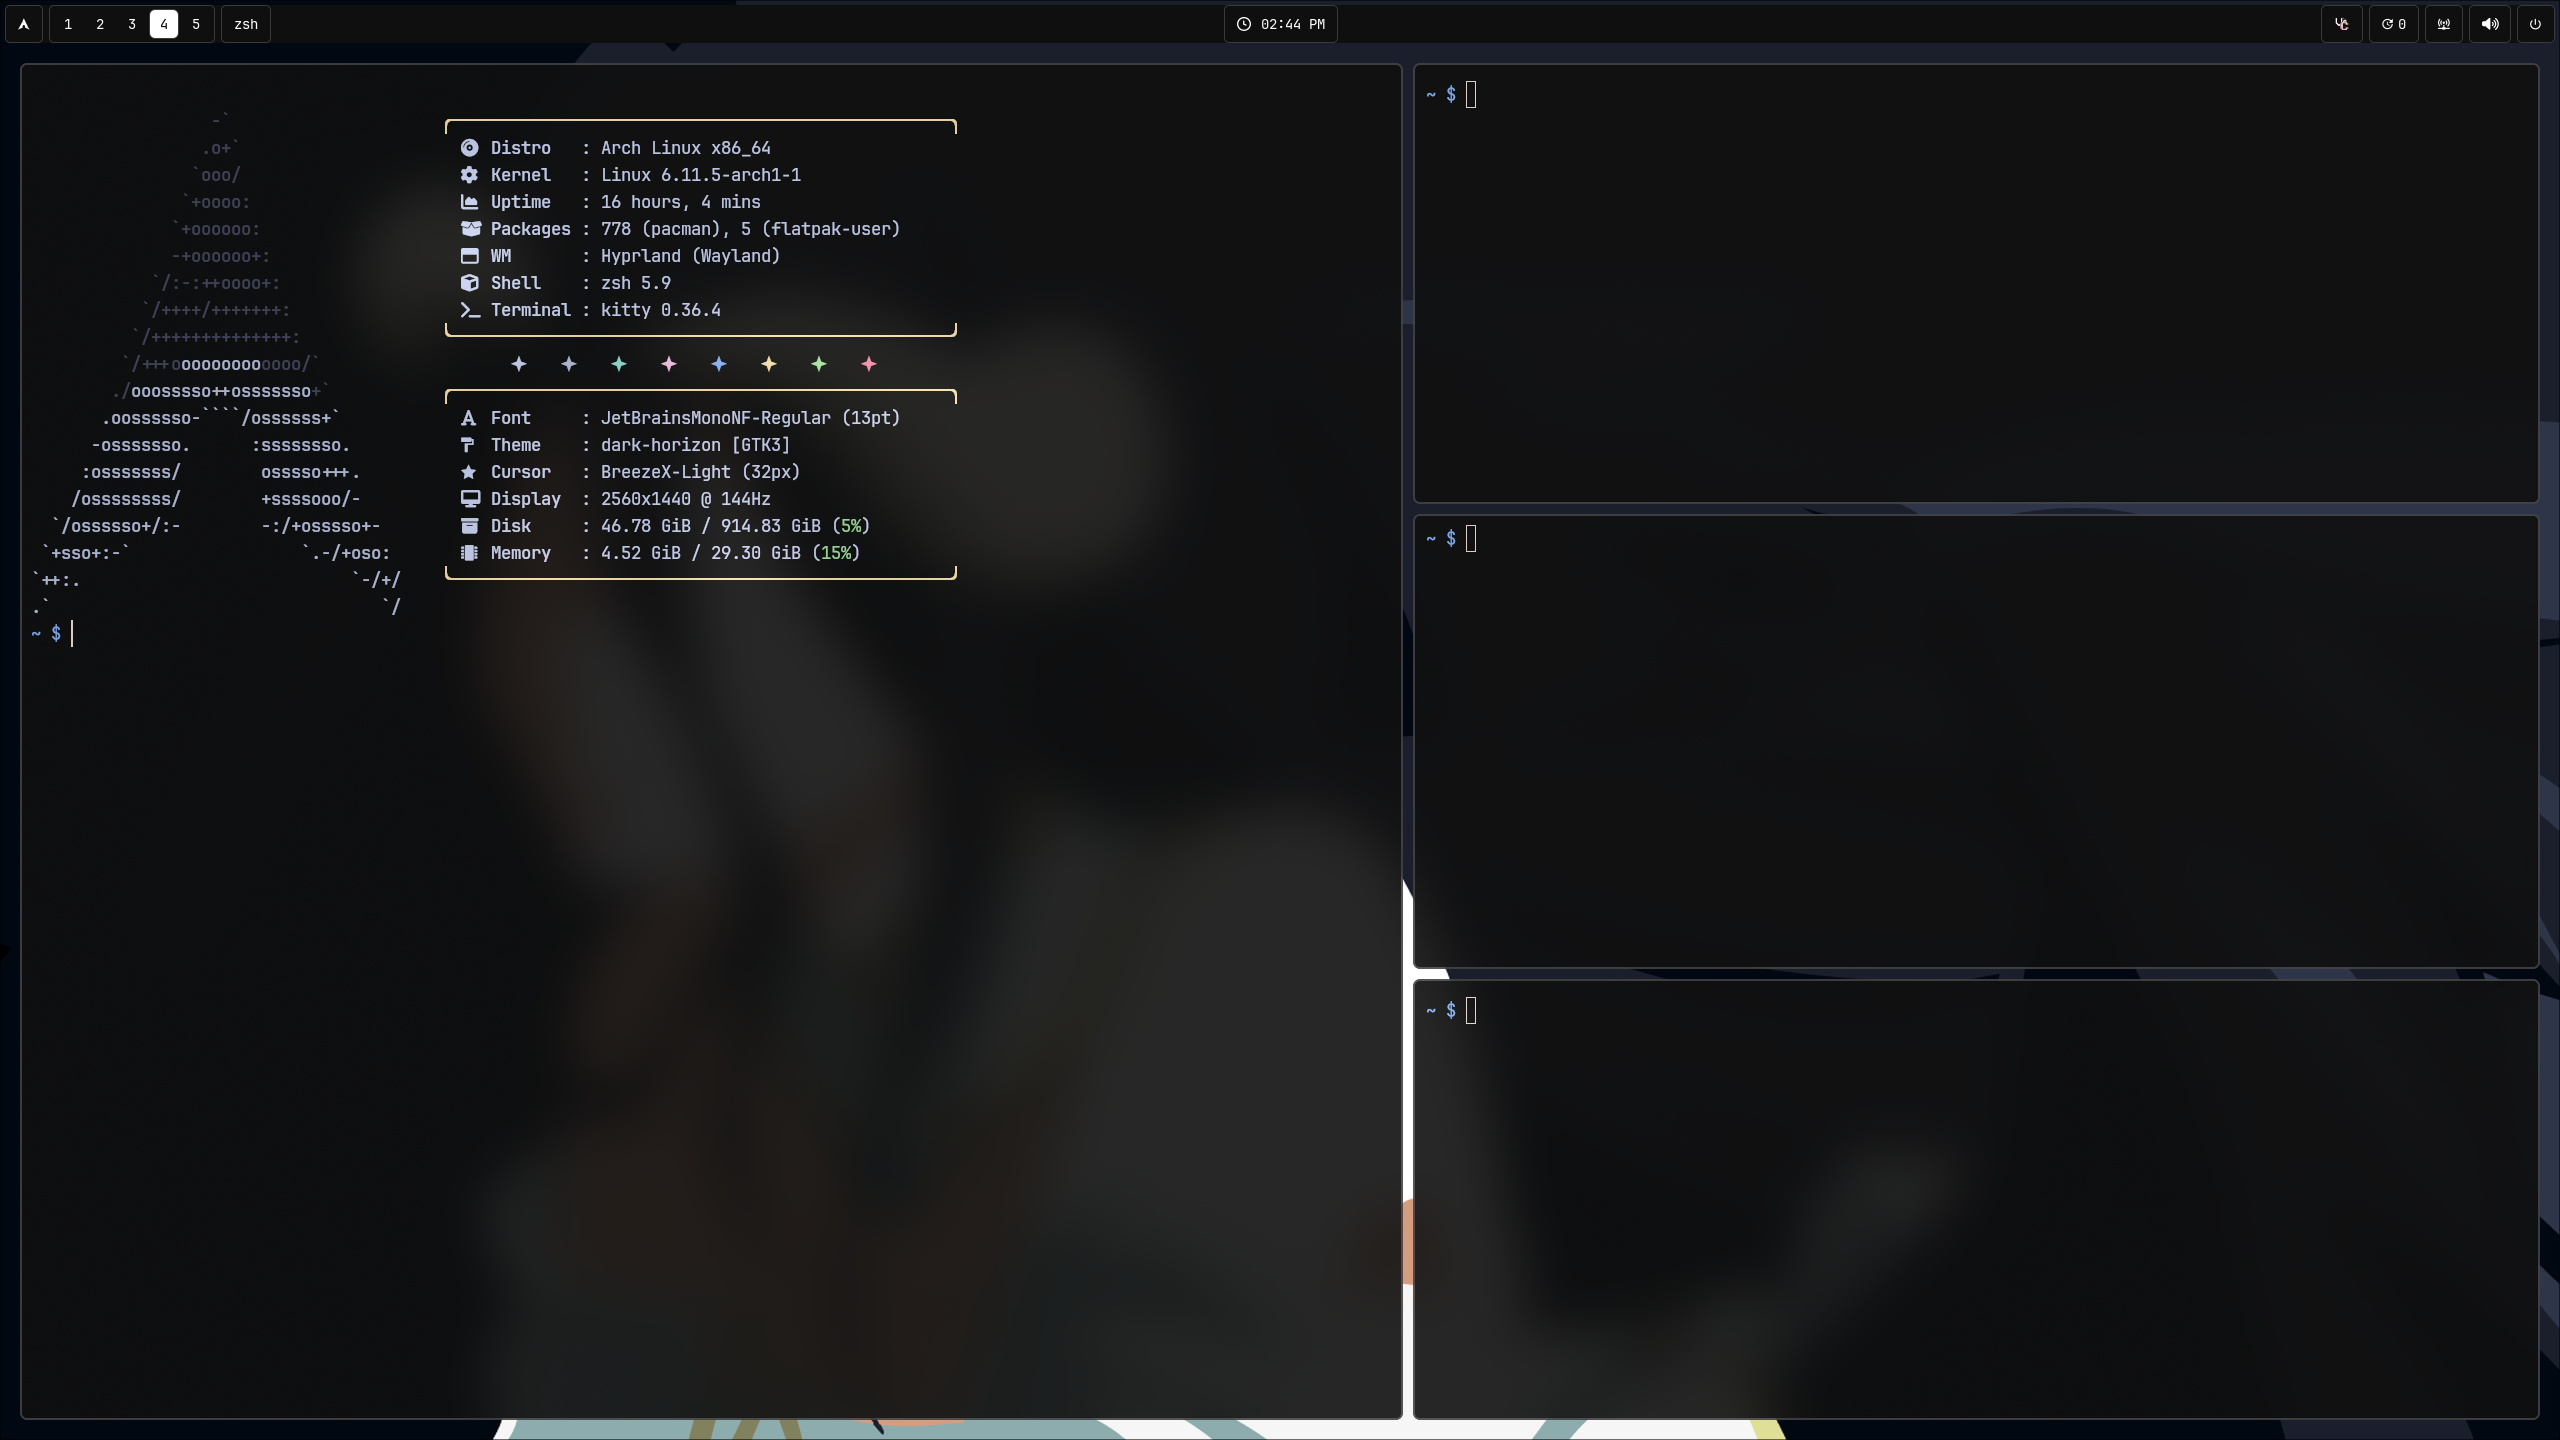 1 2 3 4 5 zsh
02:44 PM
0
-`
.o+`
`ooo/
`+oooo:
`+oooooo:
-+oooooo+:
`/:-:++oooo+:
`/++++/+++++++:
`/++++++++++++++:
`/+++ooooooooooooo/`
./ooosssso++osssssso+`
.oossssso-````/ossssss+`
-osssssso.      :ssssssso.
:osssssss/        osssso+++.
/ossssssss/        +ssssooo/-
`/ossssso+/:-        -:/+osssso+-
`+sso+:-`                 `.-/+oso:
`++:.                           `-/+/
.`                                 `/
Distro   : Arch Linux x86_64
Kernel   : Linux 6.11.5-arch1-1
Uptime   : 16 hours, 4 mins
Packages : 778 (pacman), 5 (flatpak-user)
WM       : Hyprland (Wayland)
Shell    : zsh 5.9
Terminal : kitty 0.36.4
Font     : JetBrainsMonoNF-Regular (13pt)
Theme    : dark-horizon [GTK3]
Cursor   : BreezeX-Light (32px)
Display  : 2560x1440 @ 144Hz
Disk     : 46.78 GiB / 914.83 GiB (5%)
Memory   : 4.52 GiB / 29.30 GiB (15%)
~ $
~ $
~ $
~ $